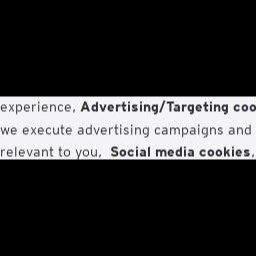 experience, Advertising/Targeting coo
we execute advertising campaigns and
relevant to you, Social media cookies,